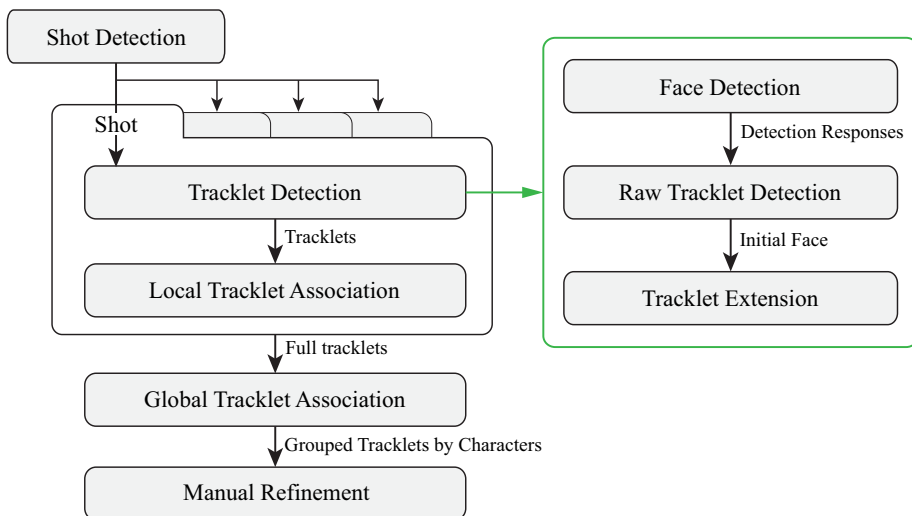 Shot Detection
Shot
Tracklet Detection
Tracklets
Local Tracklet Association
Full tracklets
Global Tracklet Association
Grouped Tracklets by Characters
Manual Refinement
Face Detection
Detection Responses
Raw Tracklet Detection
Initial Face
Tracklet Extension